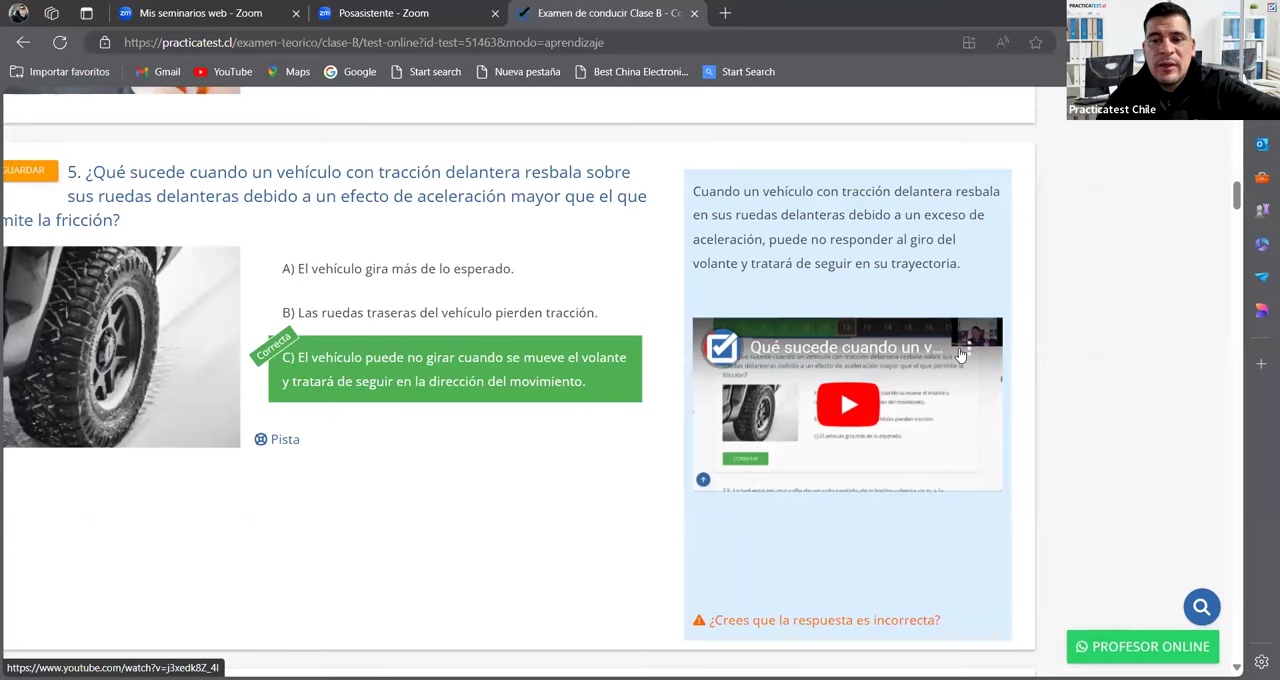 Mis seminarios web - Zoom
Posasistente - Zoom
Examen de conducir Clase B - Co
https://practicatest.cl/examen-teorico/clase-B/test-online?id-test=51463&modo=aprendizaje
Importar favoritos
Gmail
YouTube
Maps
Google
Start search
Nueva pestaña
Best China Electroni...
Start Search
PRACTICATEST.cl
Practicatest Chile
GUARDAR
5. ¿Qué sucede cuando un vehículo con tracción delantera resbala sobre
sus ruedas delanteras debido a un efecto de aceleración mayor que el que
mite la fricción?
A) El vehículo gira más de lo esperado.
B) Las ruedas traseras del vehículo pierden tracción.
Correcta
C) El vehículo puede no girar cuando se mueve el volante
y tratará de seguir en la dirección del movimiento.
Pista
Cuando un vehículo con tracción delantera resbala
en sus ruedas delanteras debido a un exceso de
aceleración, puede no responder al giro del
volante y tratará de seguir en su trayectoria.
Qué sucede cuando un v...
¿Crees que la respuesta es incorrecta?
PROFESOR ONLINE
https://www.youtube.com/watch?v=j3xedk8Z_4I